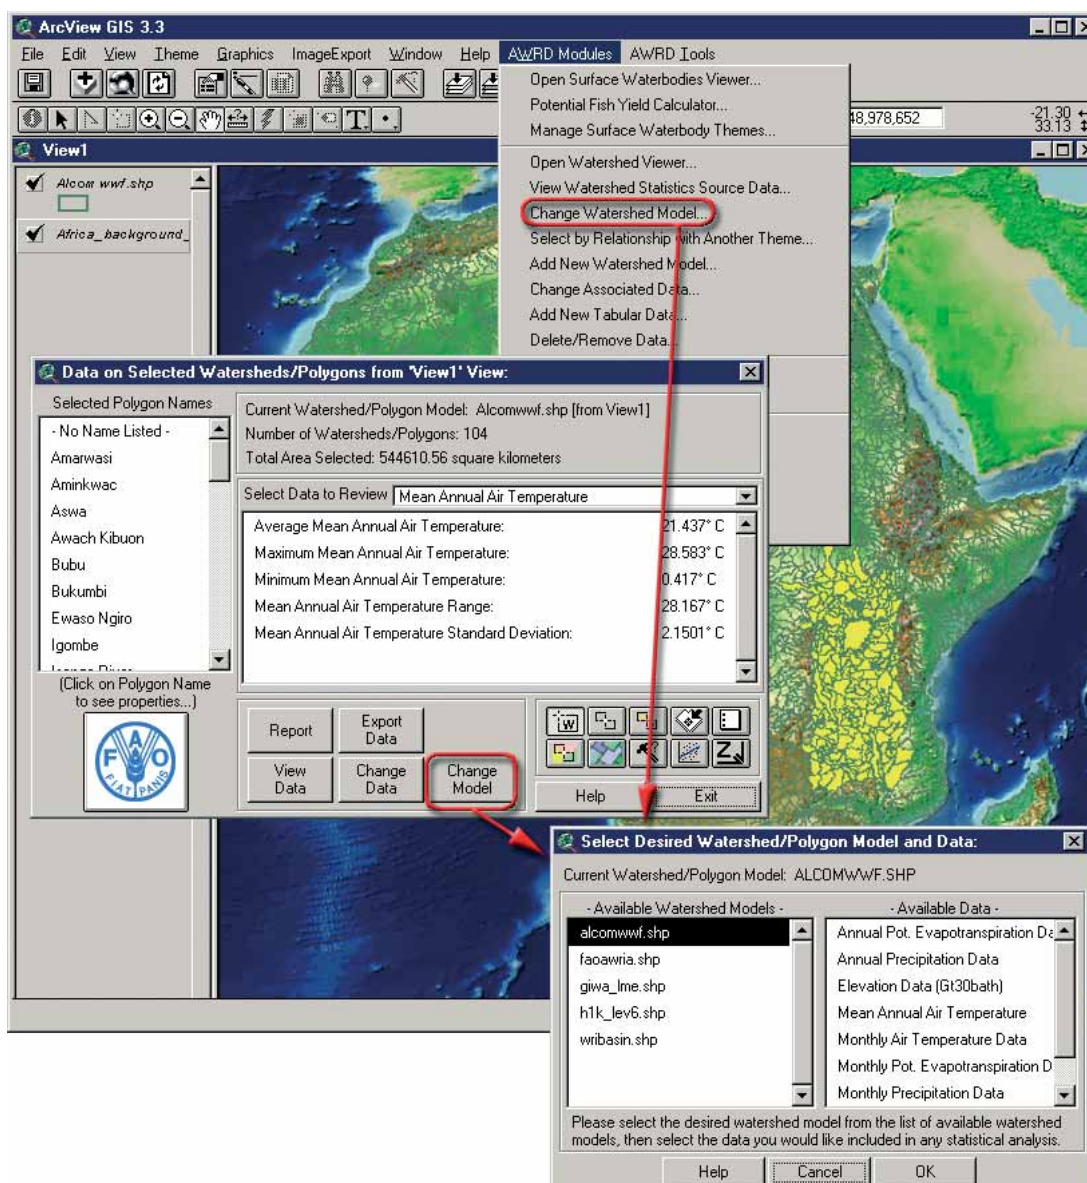 ArcView GIS 3.3
File Edit View Theme Graphics ImageExport Window Help AWRD Modules AWRD Tools
Open Surface Waterbodies Viewer...
Potential Fish Yield Calculator...
Manage Surface Waterbody Themes...
Open Watershed Viewer...
View Watershed Statistics Source Data...
Change Watershed Model...
Select by Relationship with Another Theme...
Add New Watershed Model...
Change Associated Data...
Add New Tabular Data...
Delete/Remove Data...
T
48,978,652
-21.30
33.13
View1
Alcom wwf.shp
Africa_background_
Data on Selected Watersheds/Polygons from 'View1' View:
Selected Polygon Names
- No Name Listed -
Amarwasi
Aminkwac
Aswa
Awach Kibuon
Bubu
Bukumbi
Ewaso Ngiro
Igombe
(Click on Polygon Name
to see properties...)
FAO
FIAT PANIS
Current Watershed/Polygon Model: Alcomwwf.shp [from View1]
Number of Watersheds/Polygons: 104
Total Area Selected: 544610.56 square kilometers
Select Data to Review Mean Annual Air Temperature
Average Mean Annual Air Temperature: 21.437° C
Maximum Mean Annual Air Temperature: 28.583° C
Minimum Mean Annual Air Temperature: 0.417° C
Mean Annual Air Temperature Range: 28.167° C
Mean Annual Air Temperature Standard Deviation: 2.1501° C
Report
Export Data
View Data
Change Data
Change Model
W
Z
Help
Exit
Select Desired Watershed/Polygon Model and Data:
Current Watershed/Polygon Model: ALCOMWWF.SHP
- Available Watershed Models -
alcomwwf.shp
faoawria.shp
giwa_lme.shp
h1k_lev6.shp
wribasin.shp
- Available Data -
Annual Pot. Evapotranspiration Da
Annual Precipitation Data
Elevation Data (Gt30bath)
Mean Annual Air Temperature
Monthly Air Temperature Data
Monthly Pot. Evapotranspiration D
Monthly Precipitation Data
Please select the desired watershed model from the list of available watershed
models, then select the data you would like included in any statistical analysis.
Help
Cancel
OK